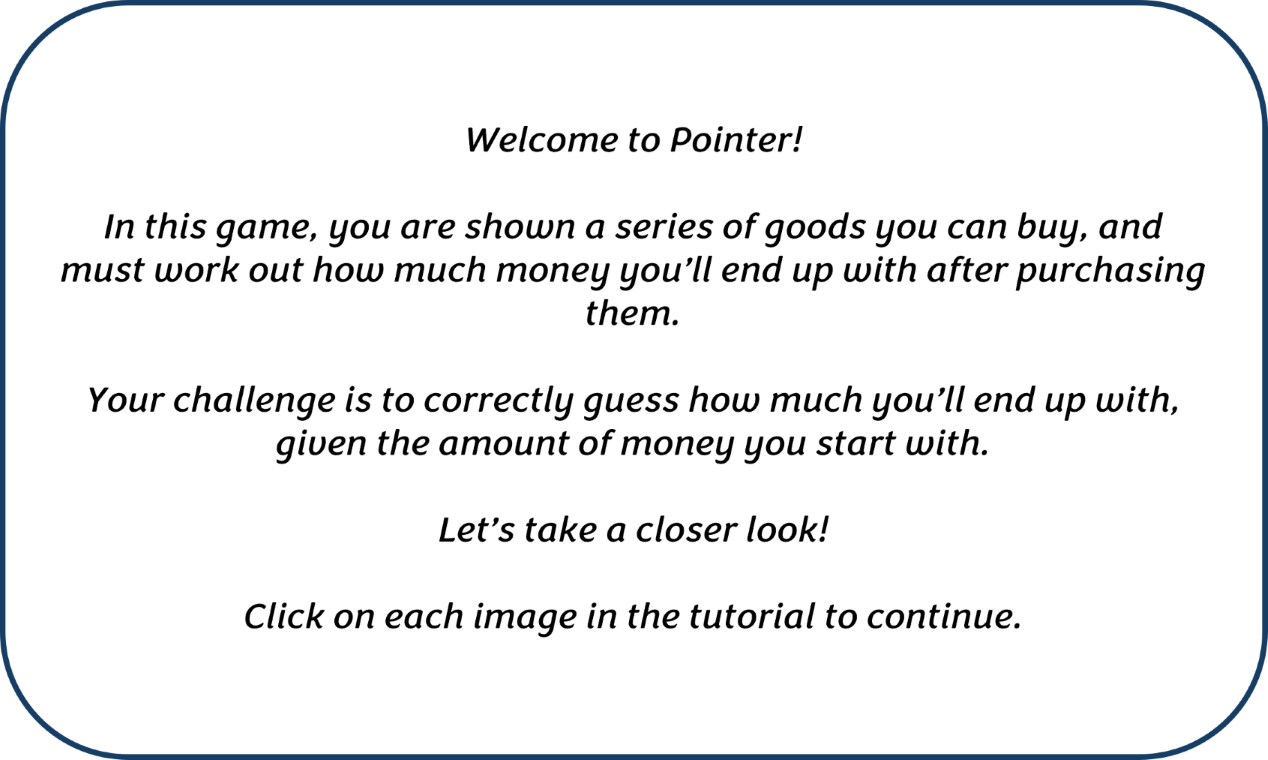 Welcome to Pointer!
In this game, you are shown a series of goods you can buy, and
must work out how much money you’ll end up with after purchasing
them.
Your challenge is to correctly guess how much you’ll end up with,
given the amount of money you start with.
Let’s take a closer look!
Click on each image in the tutorial to continue.